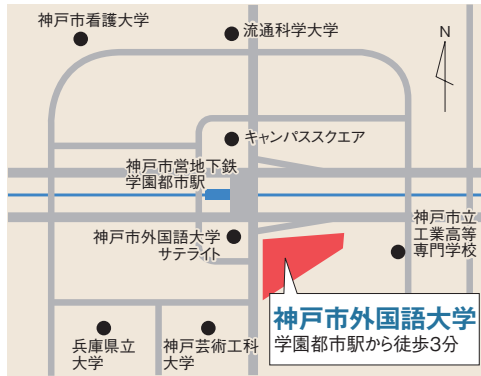 神戸市看護大学
流通科学大学
N
キャンパススクエア
神戸市営地下鉄
学園都市駅
神戸市外国語大学
サテライト
神戸市立
工業高等
専門学校
神戸市外国語大学
学園都市駅から徒歩3分
兵庫県立
大学
神戸芸術工科
大学